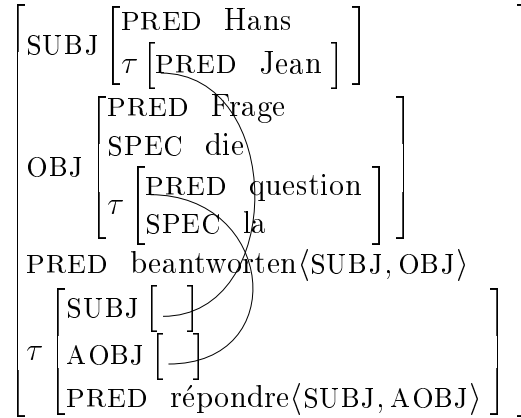 SUBJ [PRED Hans
τ [PRED Jean]]
OBJ [PRED Frage
SPEC die
τ [PRED question
SPEC la]]
PRED beantworten⟨SUBJ, OBJ⟩
τ [SUBJ [ ]
AOBJ [ ]
PRED répondre⟨SUBJ, AOBJ⟩]